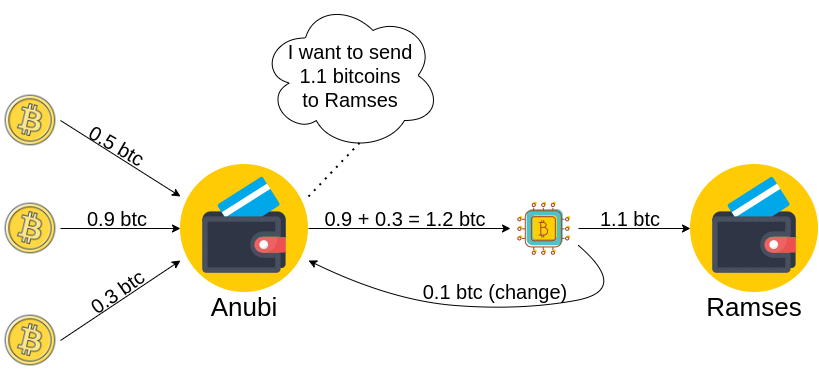 I want to send
1.1 bitcoins
to Ramses
0.5 btc
0.9 btc
0.3 btc
0.9 + 0.3 = 1.2 btc
1.1 btc
0.1 btc (change)
Anubi
Ramses